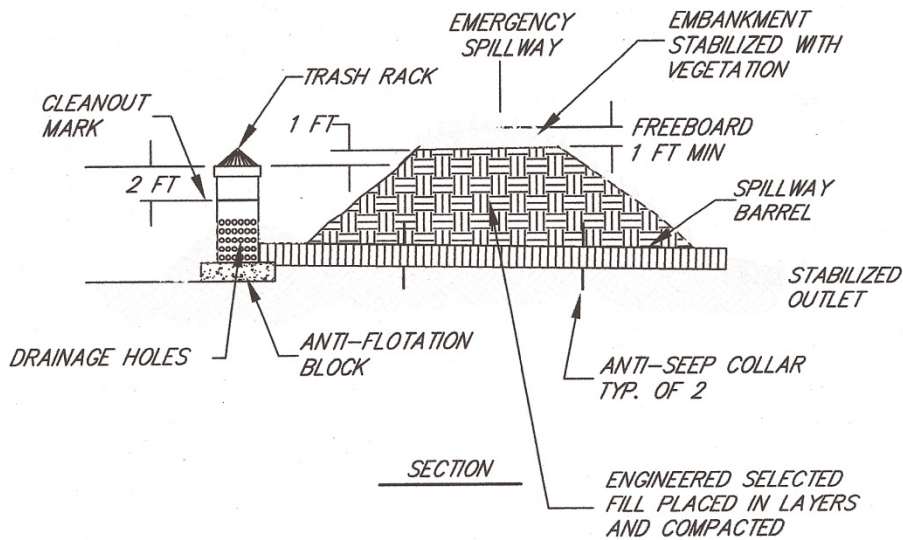 EMERGENCY
SPILLWAY
EMBANKMENT
STABILIZED WITH
VEGETATION
TRASH RACK
CLEANOUT
MARK
1 FT
FREEBOARD
1 FT MIN
2 FT
SPILLWAY
BARREL
STABILIZED
OUTLET
DRAINAGE HOLES
ANTI-FLOTATION
BLOCK
ANTI-SEEP COLLAR
TYP. OF 2
SECTION
ENGINEERED SELECTED
FILL PLACED IN LAYERS
AND COMPACTED